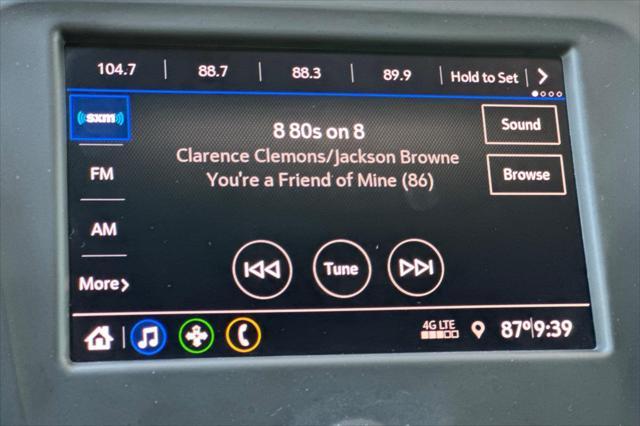 104.7 88.7 88.3 89.9 Hold to Set
sxm
8 80s on 8
Sound
Clarence Clemons/Jackson Browne
FM
You're a Friend of Mine (86)
Browse
AM
Tune
More
4G LTE
87° 9:39